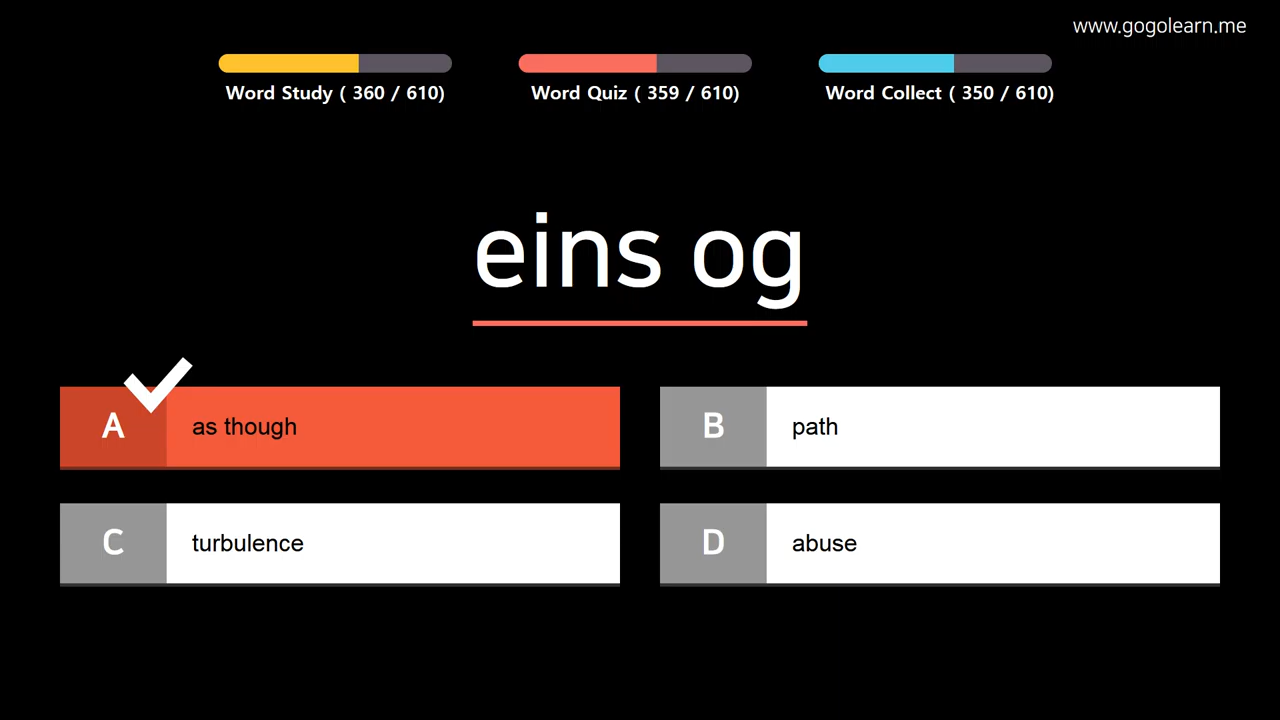 www.gogolearn.me
Word Study ( 360 / 610)
Word Quiz ( 359 / 610)
Word Collect ( 350 / 610)
eins og
A as though
B path
C turbulence
D abuse